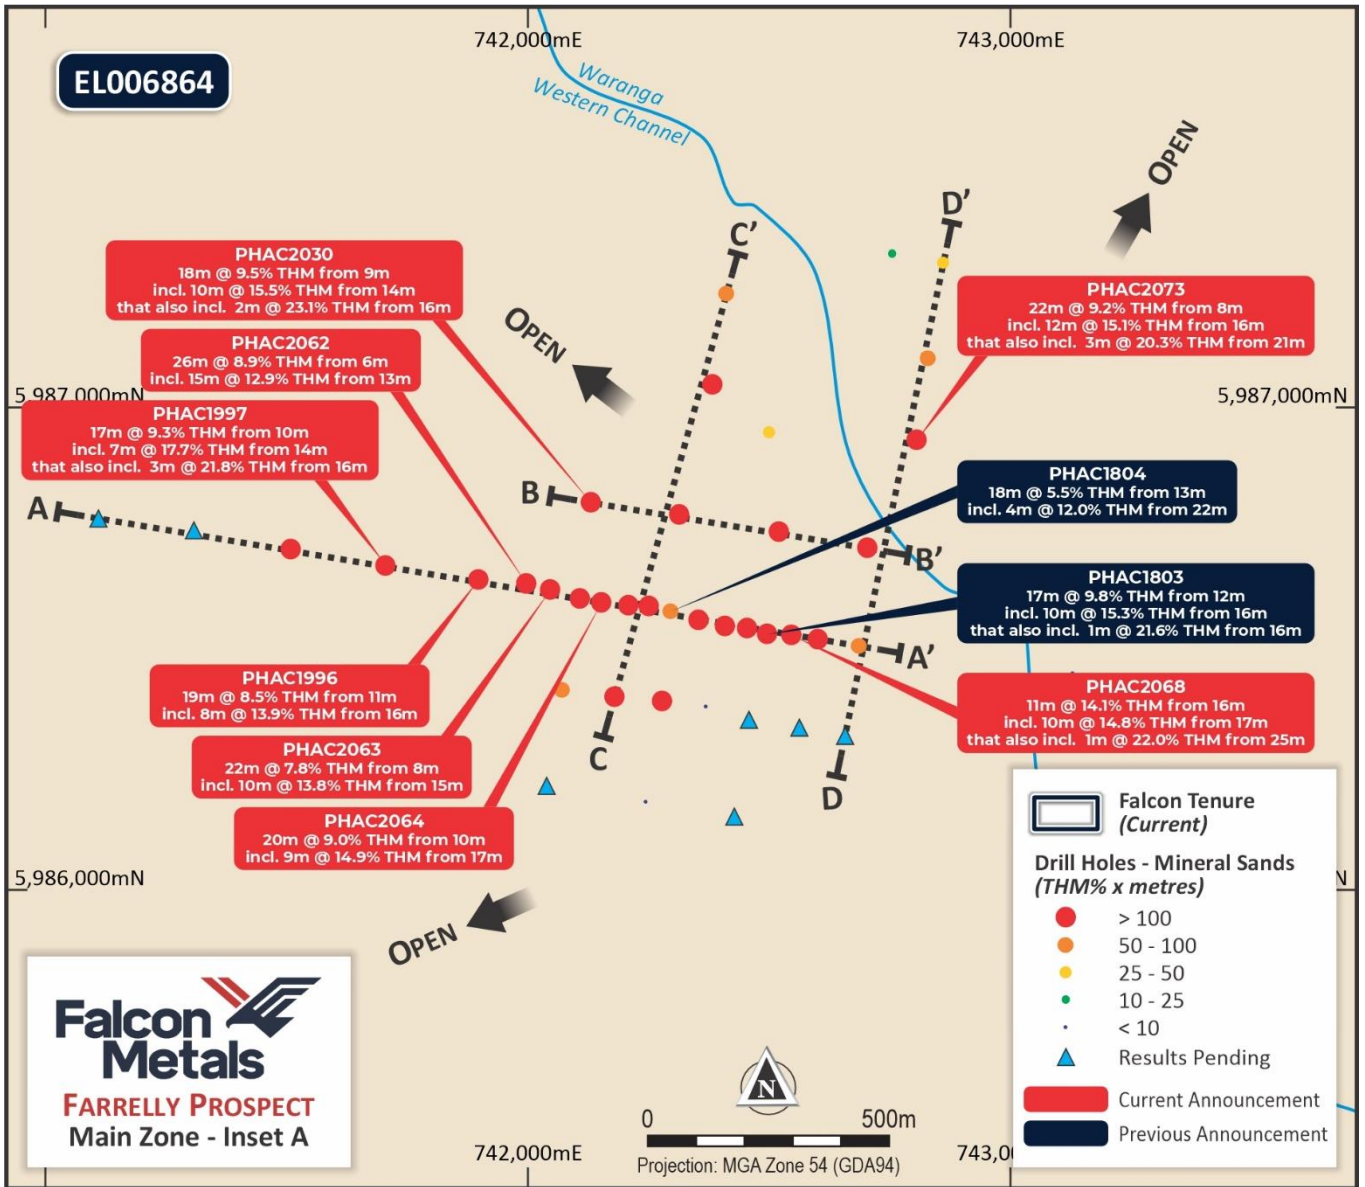 742,000mE
743,000mE
EL006864
Waranga
Western Channel
OPEN
D'
C'
PHAC2030
18m @ 9.5% THM from 9m
incl. 10m @ 15.5% THM from 14m
that also incl. 2m @ 23.1% THM from 16m
PHAC2073
22m @ 9.2% THM from 8m
incl. 12m @ 15.1% THM from 16m
that also incl. 3m @ 20.3% THM from 21m
OPEN
PHAC2062
26m @ 8.9% THM from 6m
incl. 15m @ 12.9% THM from 13m
5,987,000mN
5,987,000mN
PHAC1997
17m @ 9.3% THM from 10m
incl. 7m @ 17.7% THM from 14m
that also incl. 3m @ 21.8% THM from 16m
PHAC1804
18m @ 5.5% THM from 13m
incl. 4m @ 12.0% THM from 22m
B
A
B'
PHAC1803
17m @ 9.8% THM from 12m
incl. 10m @ 15.3% THM from 16m
that also incl. 1m @ 21.6% THM from 16m
A'
PHAC1996
19m @ 8.5% THM from 11m
incl. 8m @ 13.9% THM from 16m
PHAC2068
11m @ 14.1% THM from 16m
incl. 10m @ 14.8% THM from 17m
that also incl. 1m @ 22.0% THM from 25m
PHAC2063
22m @ 7.8% THM from 8m
incl. 10m @ 13.8% THM from 15m
C
D
PHAC2064
20m @ 9.0% THM from 10m
incl. 9m @ 14.9% THM from 17m
5,986,000mN
N
OPEN
Falcon Tenure
(Current)
Drill Holes - Mineral Sands
(THM% x metres)
> 100
50 - 100
25 - 50
10 - 25
< 10
Results Pending
Current Announcement
Previous Announcement
Falcon
Metals
FARRELLY PROSPECT
Main Zone - Inset A
N
0 500m
Projection: MGA Zone 54 (GDA94)
742,000mE
743,0